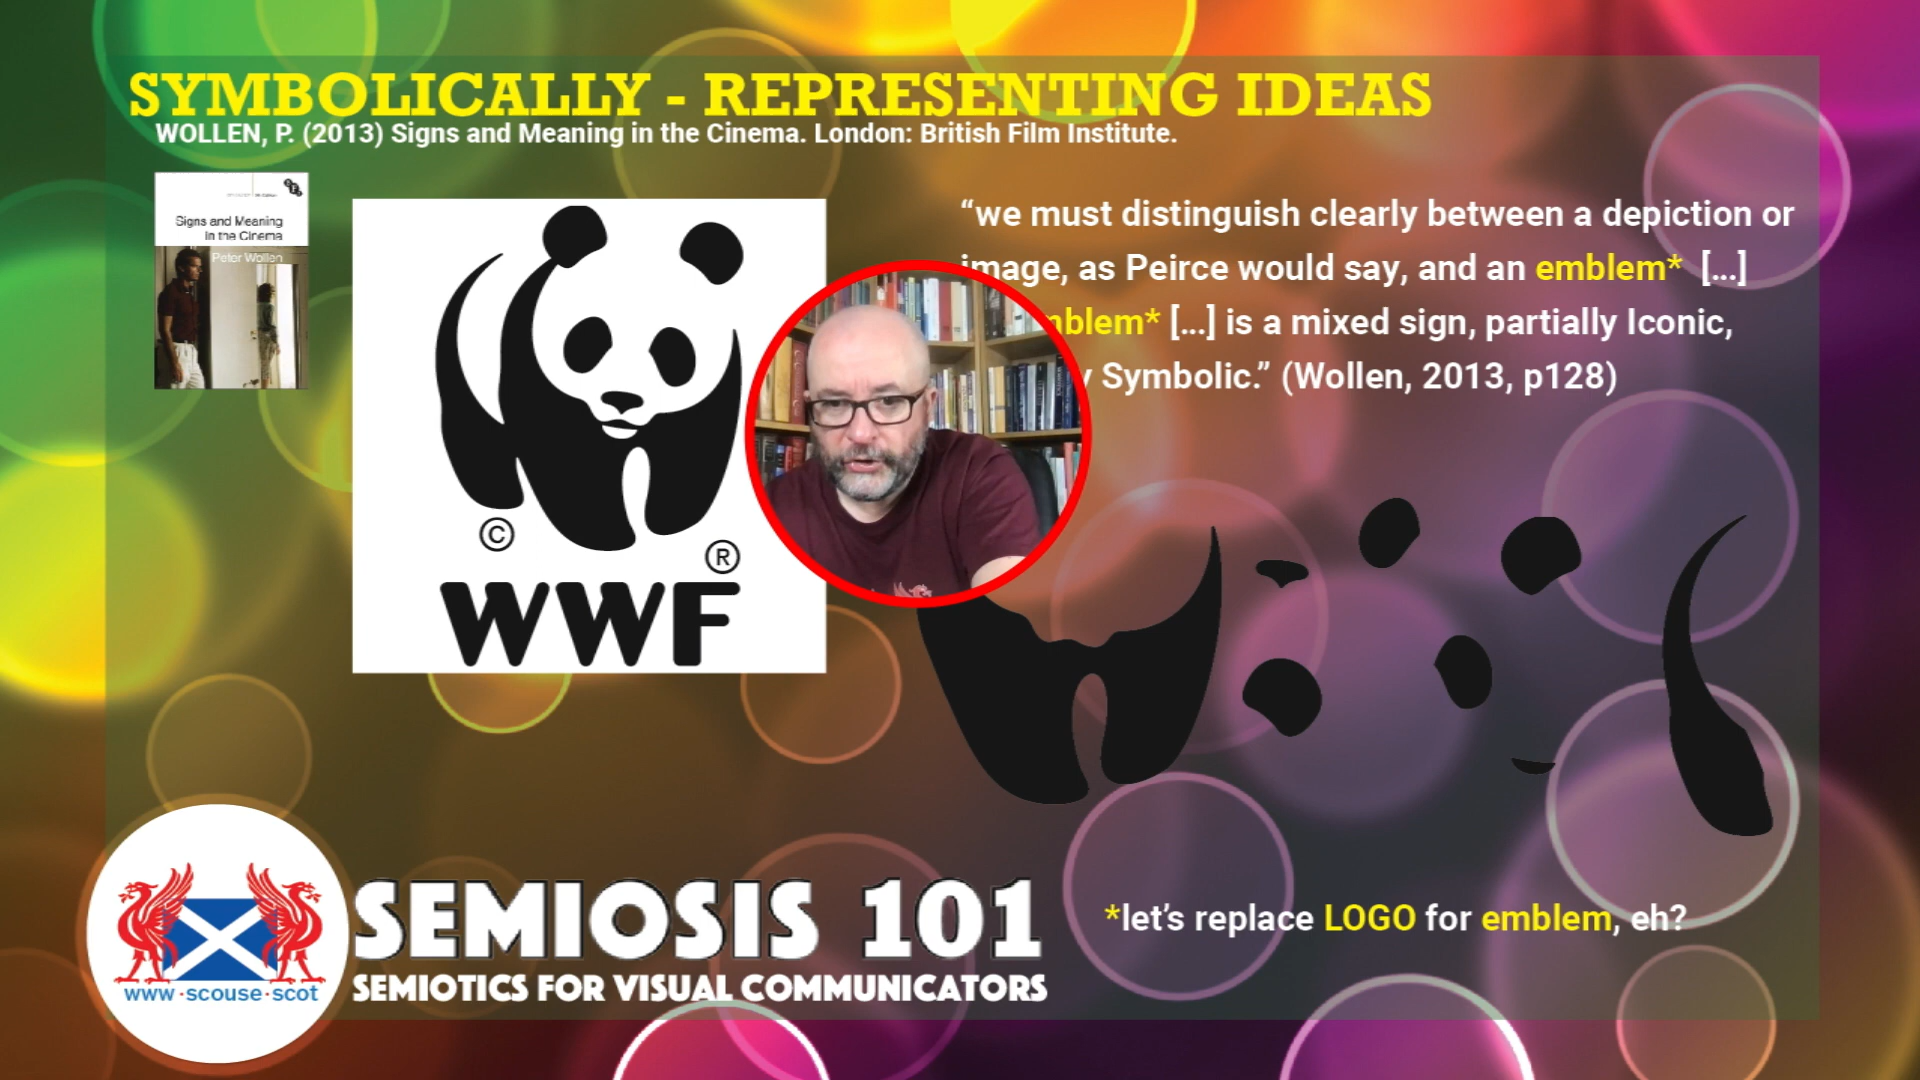 SYMBOLICALLY - REPRESENTING IDEAS
WOLLEN, P. (2013) Signs and Meaning in the Cinema. London: British Film Institute.
Signs and Meaning
in the Cinema
Peter Wollen
©
®
WWF
“we must distinguish clearly between a depiction or
image, as Peirce would say, and an emblem* [...]
[...] is a mixed sign, partially Iconic,
Symbolic.” (Wollen, 2013, p128)
*let’s replace LOGO for emblem, eh?
www·scouse·scot
SEMIOSIS 101
SEMIOTICS FOR VISUAL COMMUNICATORS